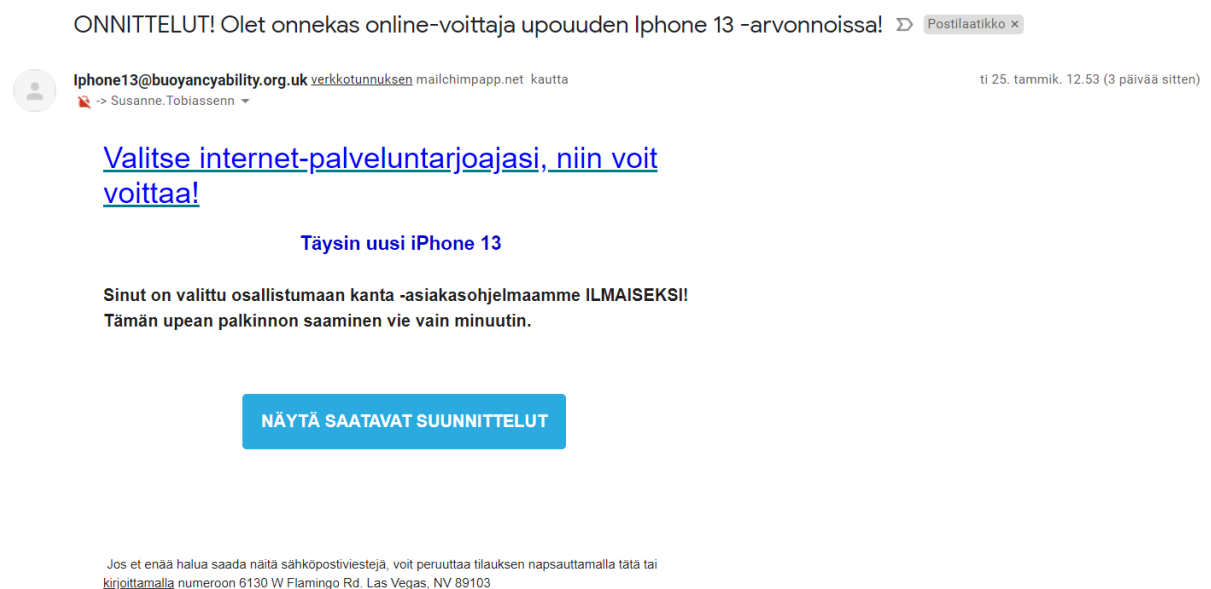 ONNITTELUT! Olet onnekas online-voittaja upouuden Iphone 13 -arvonnoissa! Postilaatikko ×
Iphone13@buoyancyability.org.uk verkkotunnuksen mailchimpapp.net kautta ti 25. tammik. 12.53 (3 päivää sitten)
-> Susanne.Tobiassenn
Valitse internet-palveluntarjoajasi, niin voit
voittaa!
Täysin uusi iPhone 13
Sinut on valittu osallistumaan kanta -asiakasohjelmaamme ILMAISEKSI!
Tämän upean palkinnon saaminen vie vain minuutin.
NÄYTÄ SAATAVAT SUUNNITTELUT
Jos et enää halua saada näitä sähköpostiviestejä, voit peruuttaa tilauksen napsauttamalla tätä tai
kirjoittamalla numeroon 6130 W Flamingo Rd. Las Vegas, NV 89103